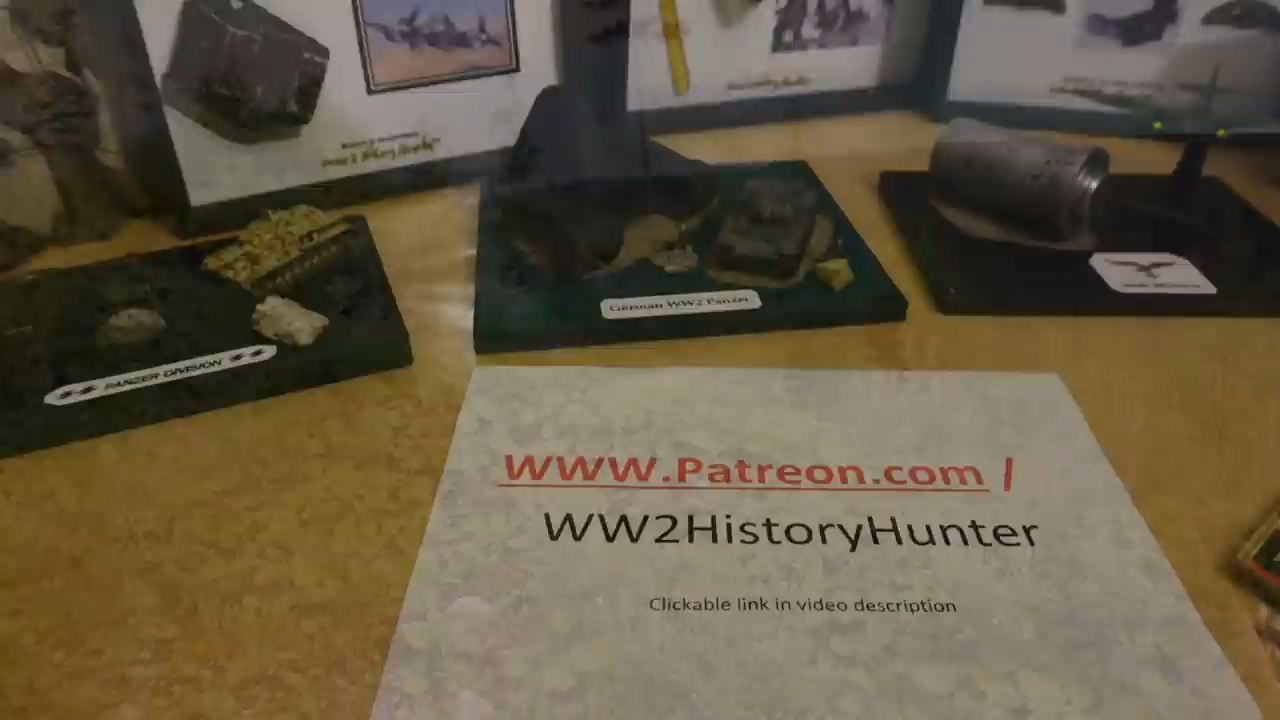 PANZER DIVISION
German WW2 Panzer
WWW.Patreon.com /
WW2HistoryHunter
Clickable link in video description